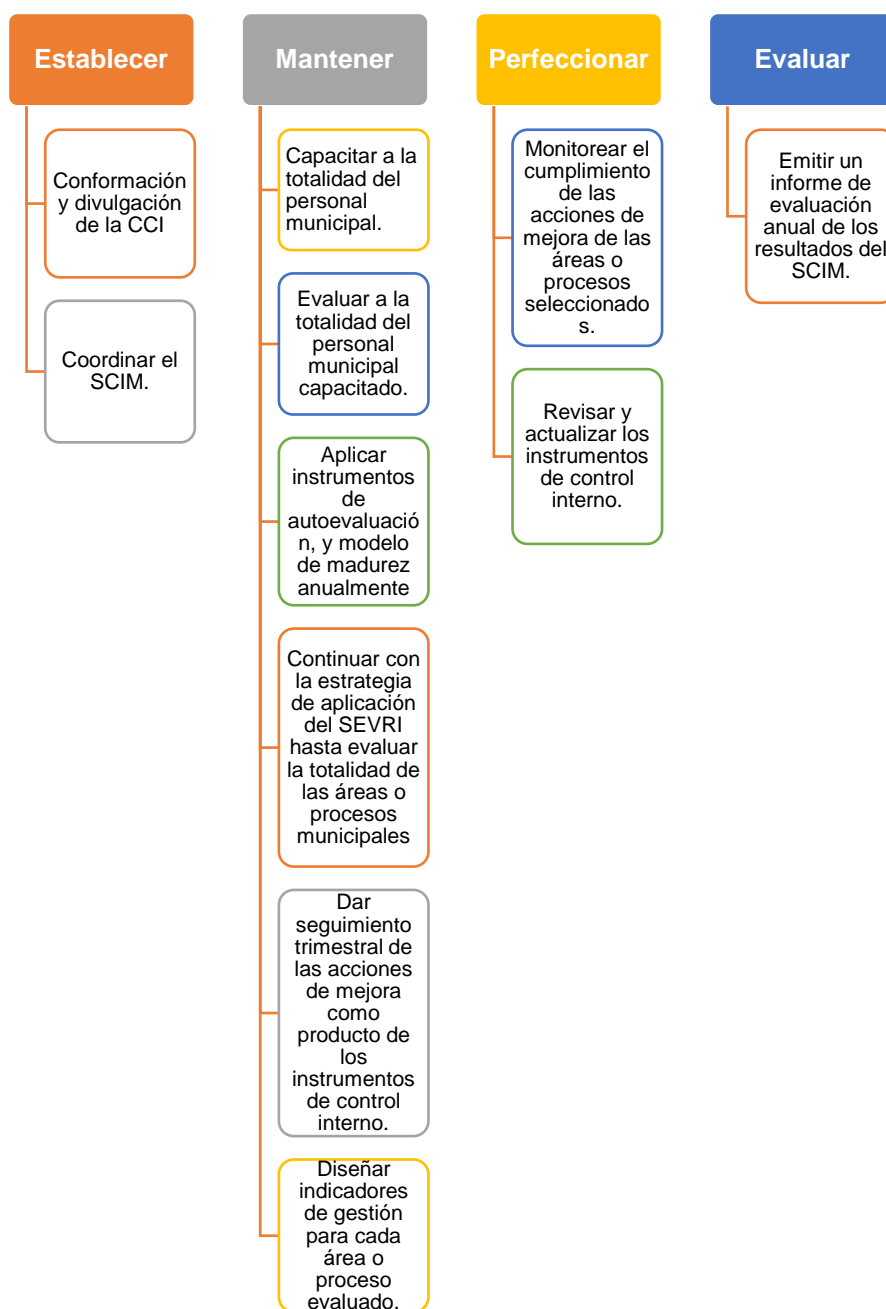 Establecer
Conformación
y divulgación
de la CCI
Coordinar el
SCIM.
Mantener
Capacitar a la
totalidad del
personal
municipal.
Evaluar a la
totalidad del
personal
municipal
capacitado.
Aplicar
instrumentos
de
autoevaluació
n, y modelo
de madurez
anualmente
Continuar con
la estrategia
de aplicación
del SEVRI
hasta evaluar
la totalidad de
las áreas o
procesos
municipales
Dar
seguimiento
trimestral de
las acciones
de mejora
como
producto de
los
instrumentos
de control
interno.
Diseñar
indicadores
de gestión
para cada
área o
proceso
evaluado.
Perfeccionar
Monitorear el
cumplimiento
de las
acciones de
mejora de las
áreas o
procesos
seleccionado
s.
Revisar y
actualizar los
instrumentos
de control
interno.
Evaluar
Emitir un
informe de
evaluación
anual de los
resultados del
SCIM.